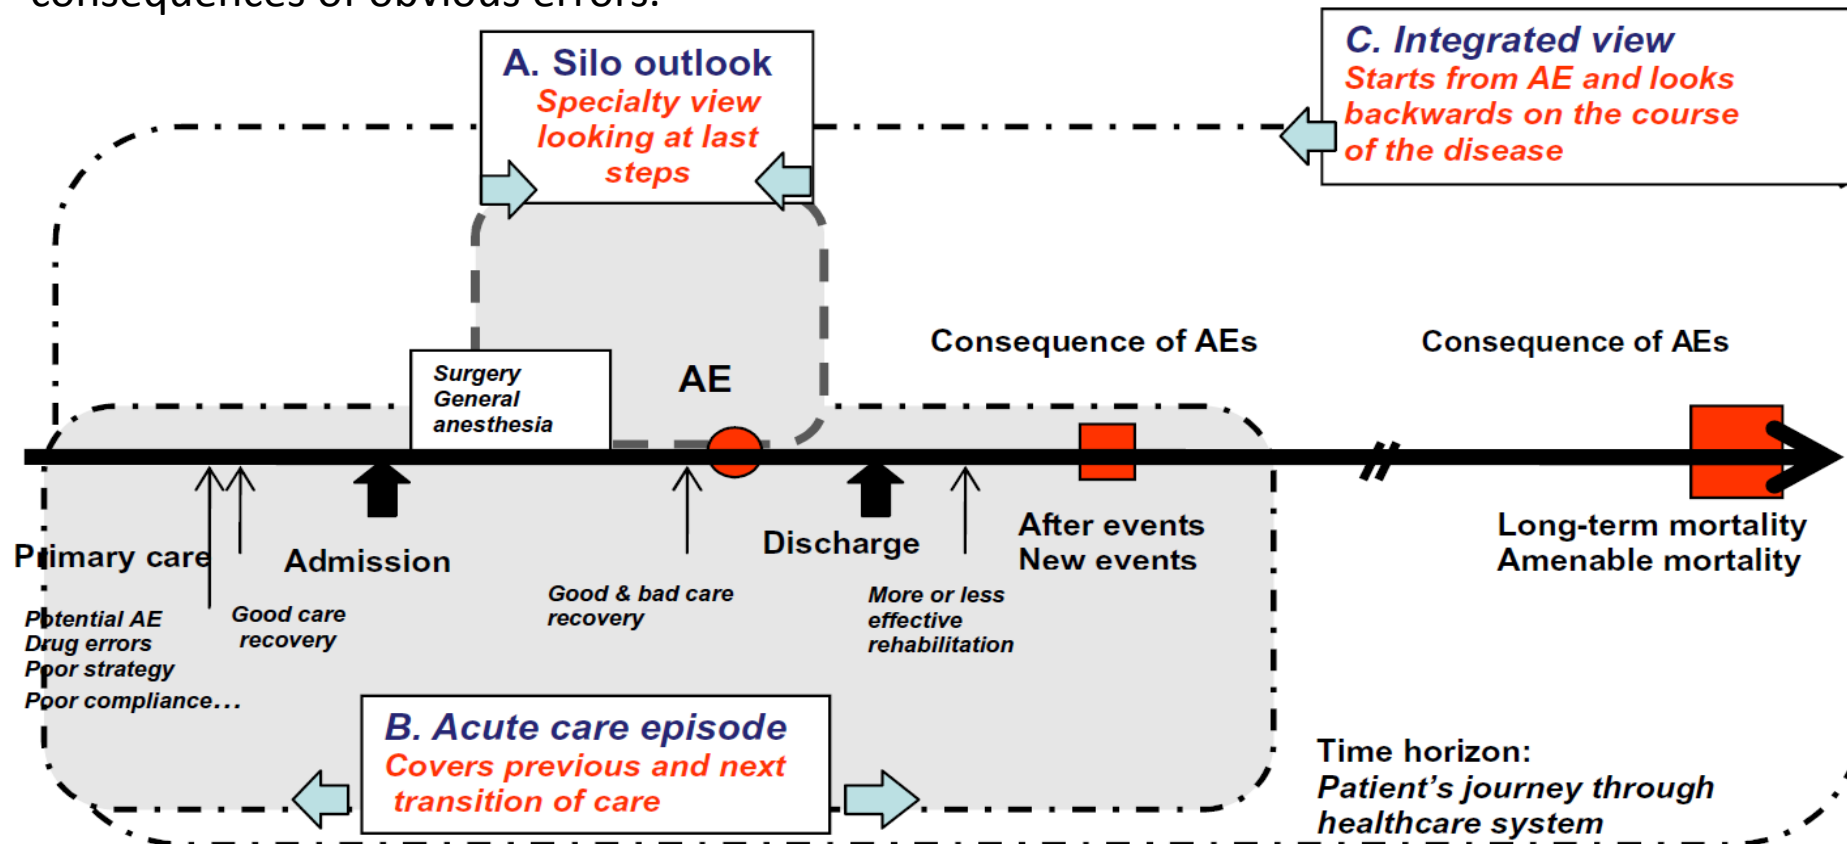 consequences of obvious errors.
A. Silo outlook
Specialty view
looking at last
steps
C. Integrated view
Starts from AE and looks
backwards on the course
of the disease
Consequence of AEs
Consequence of AEs
Surgery
General
anesthesia
AE
Primary care
Admission
Discharge
After events
New events
Long-term mortality
Amenable mortality
Potential AE
Drug errors
Poor strategy
Poor compliance…
Good care
recovery
Good & bad care
recovery
More or less
effective
rehabilitation
B. Acute care episode
Covers previous and next
transition of care
Time horizon:
Patient's journey through
healthcare system